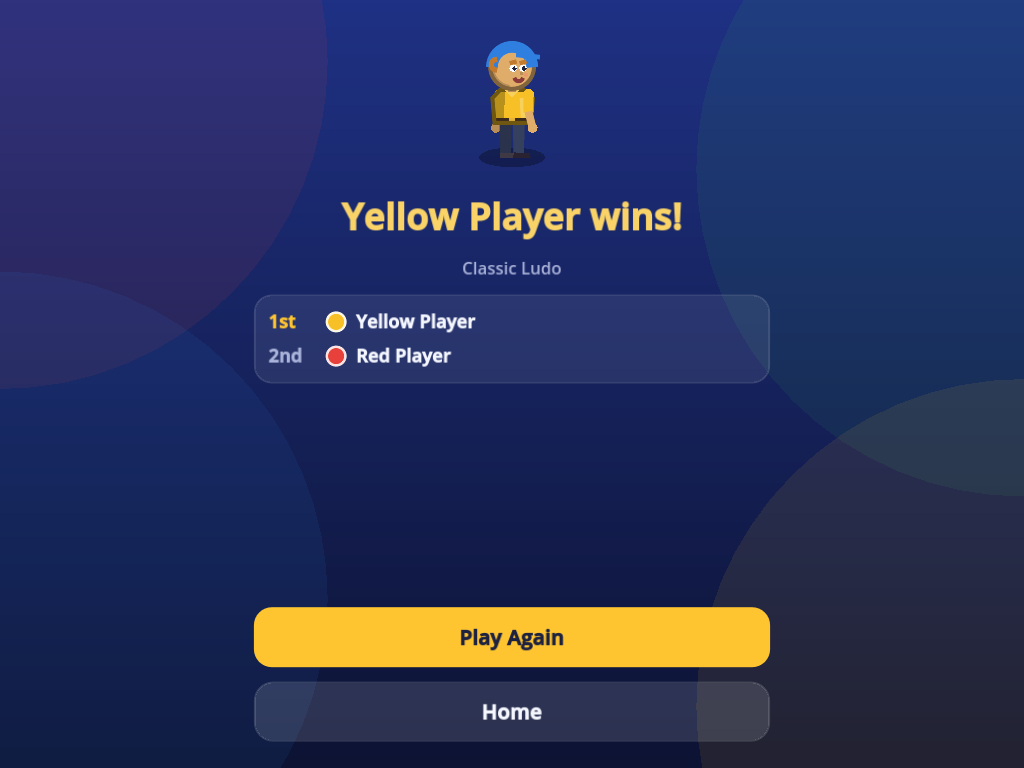 Yellow Player wins!
Classic Ludo
1st Yellow Player
2nd Red Player
Play Again
Home